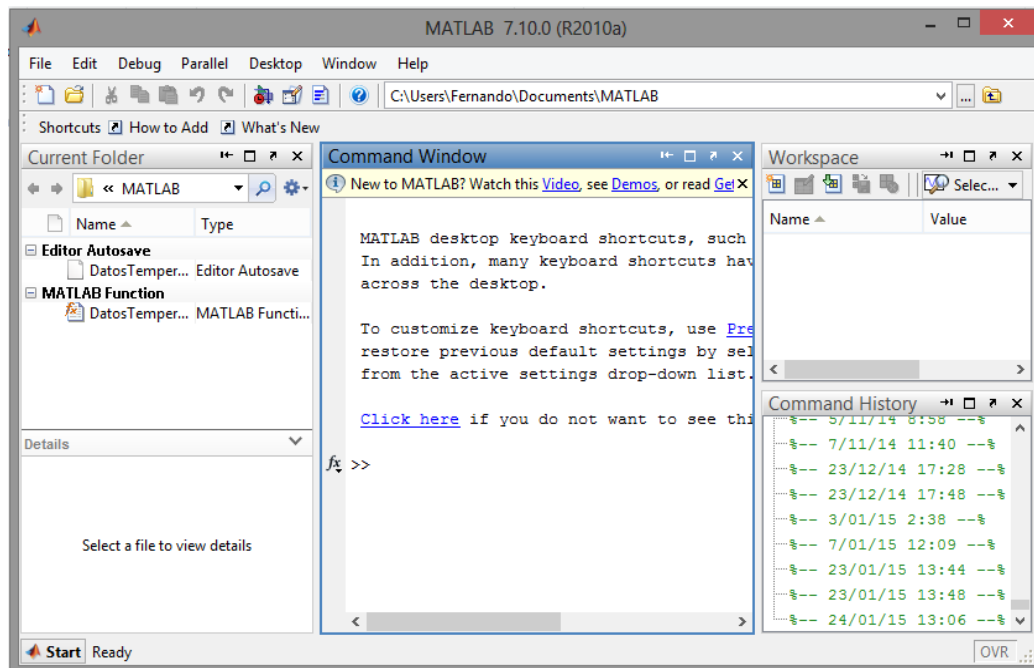 MATLAB 7.10.0 (R2010a)
File Edit Debug Parallel Desktop Window Help
C:\Users\Fernando\Documents\MATLAB
...
Shortcuts How to Add What's New
Current Folder
« MATLAB
Name Type
Editor Autosave
DatosTemper... Editor Autosave
MATLAB Function
DatosTemper... MATLAB Functi...
Details
Select a file to view details
Command Window
New to MATLAB? Watch this Video, see Demos, or read Get
MATLAB desktop keyboard shortcuts, such
In addition, many keyboard shortcuts hav
across the desktop.
To customize keyboard shortcuts, use Pre
restore previous default settings by sel
from the active settings drop-down list.
Click here if you do not want to see thi
fx >>
Workspace
Selec...
Name Value
Command History
%-- 5/11/14 8:58 --%
%-- 7/11/14 11:40 --%
%-- 23/12/14 17:28 --%
%-- 23/12/14 17:48 --%
%-- 3/01/15 2:38 --%
%-- 7/01/15 12:09 --%
%-- 23/01/15 13:44 --%
%-- 23/01/15 13:48 --%
%-- 24/01/15 13:06 --%
Start Ready
OVR